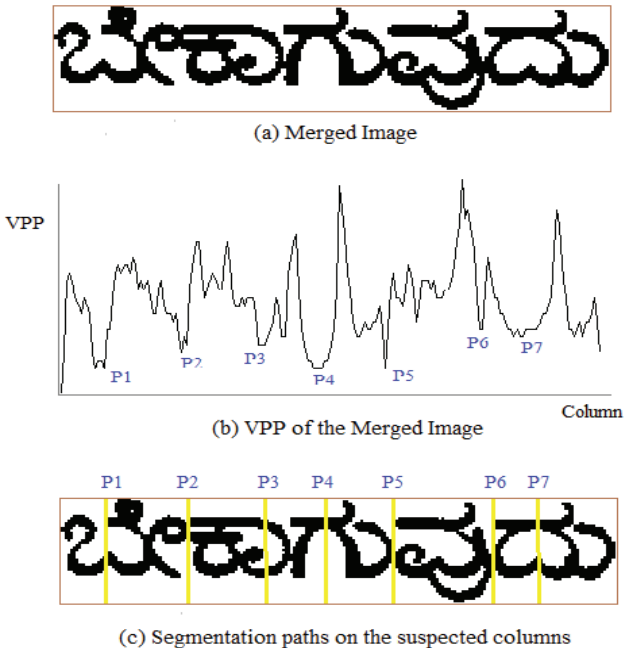 ಬೇಕಾಗುವುದು
(a) Merged Image
VPP
P1 P2 P3 P4 P5 P6 P7
Column
(b) VPP of the Merged Image
P1 P2 P3 P4 P5 P6 P7
ಬೇಕಾಗುವುದು
(c) Segmentation paths on the suspected columns